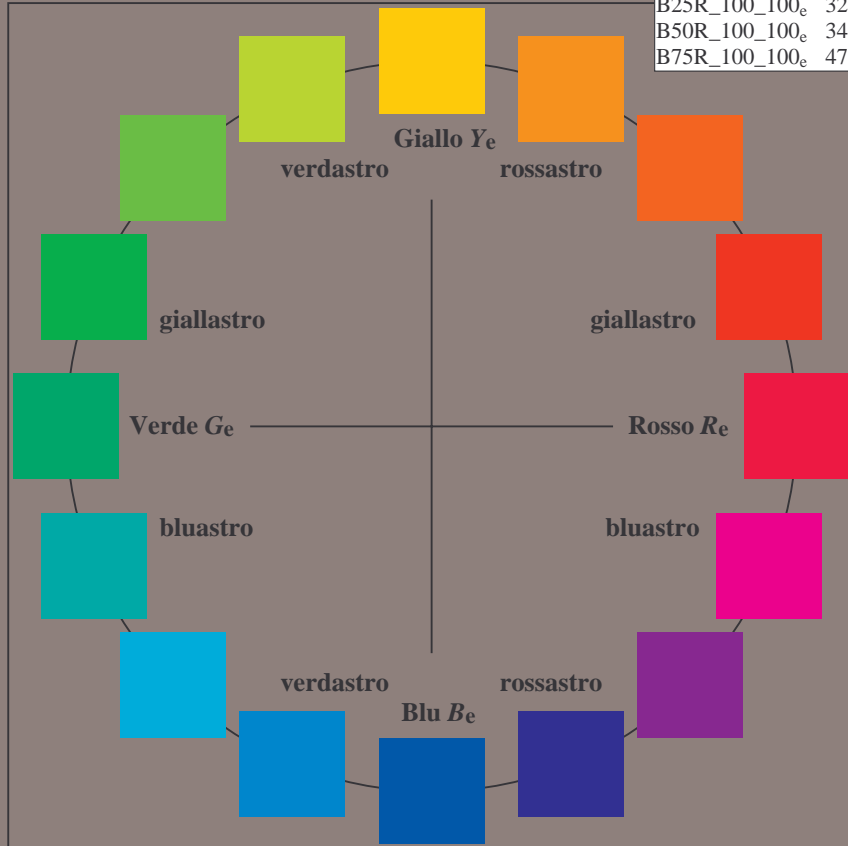 B25R_100_100e 32
B50R_100_100e 34
B75R_100_100e 47
Giallo Ye
verdastro rossastro
giallastro giallastro
Verde Ge Rosso Re
bluastro bluastro
verdastro rossastro
Blu Be